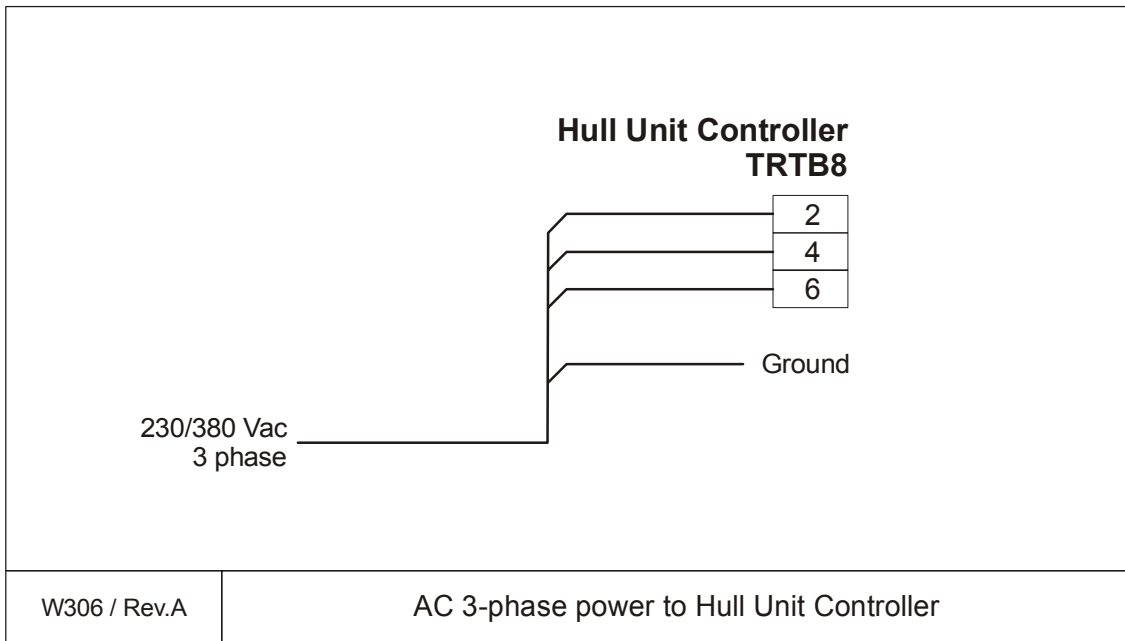 Hull Unit Controller
TRTB8
2
4
6
Ground
230/380 Vac
3 phase
W306 / Rev.A
AC 3-phase power to Hull Unit Controller